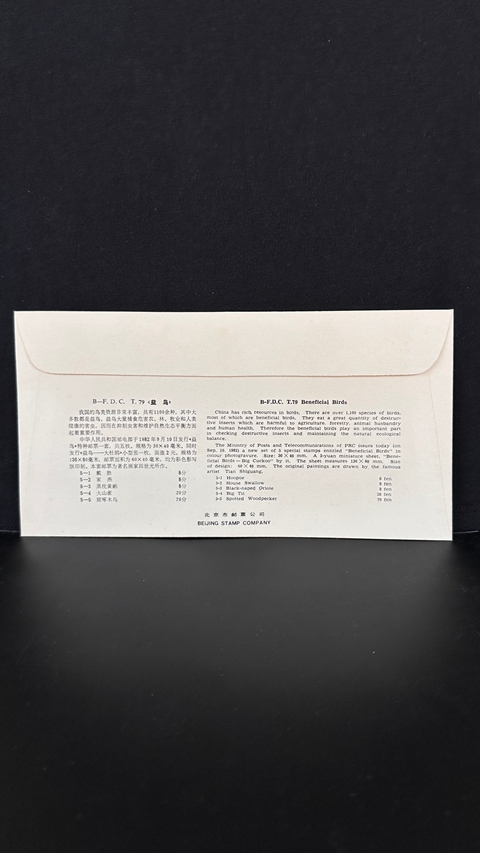 B—F. D. C. T. 79 《益 鸟》
我国的鸟类资源非常丰富，共有1100余种，其中大
多数都是益鸟。益鸟大量捕食危害农、林、牧业和人类
健康的害虫，因而在抑制虫害和维护自然生态平衡方面
起着重要作用。
中华人民共和国邮电部于1982年9月10日发行《益
鸟》特种邮票一套，共五枚，规格为30×40毫米。同时
发行《益鸟——大杜鹃》小型张一枚，面值2元，规格为
136×80毫米，邮票面积为60×40毫米，均为彩色影写
版印制。本套邮票为著名画家田世光所作。
5—1 戴 胜 8分
5—2 家 燕 8分
5—3 黑枕黄鹂 8分
5—4 大山雀 20分
5—5 斑啄木鸟 70分
B-F.D.C. T.79 Beneficial Birds
China has rich resources in birds. There are over 1,100 species of birds,
most of which are beneficial birds. They eat a great quantity of destruc-
tive insects which are harmful to agriculture, forestry, animal husbandry
and human health. Therefore the beneficial birds play an important part
in checking destructive insects and maintaining the natural ecological
balance.
The Ministry of Posts and Telecommunications of PRC issues today (on
Sep. 10, 1982) a new set of 5 special stamps entitled "Beneficial Birds" in
colour photogravure. Size: 30×40 mm. A 2-yuan miniature sheet, "Bene-
ficial Birds—Big Cuckoo" by it. The sheet measures 136×80 mm. Size
of design: 60×40 mm. The original paintings are drawn by the famous
artist Tian Shiguang.
5-1 Hoopoe 8 fen
5-2 House Swallow 8 fen
5-3 Black-naped Oriole 8 fen
5-4 Big Tit 20 fen
5-5 Spotted Woodpecker 70 fen
北京市邮票公司
BEIJING STAMP COMPANY